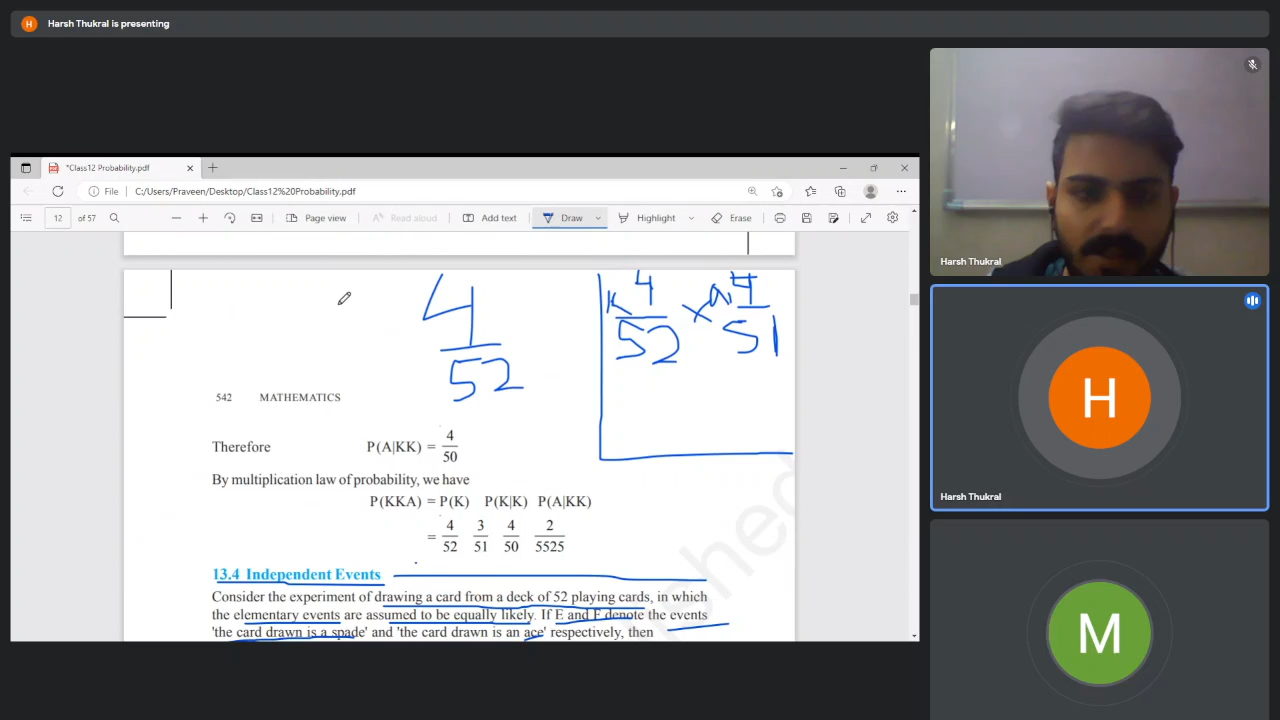 H Harsh Thukral is presenting
*Class12 Probability.pdf
File C:/Users/Praveen/Desktop/Class12%20Probability.pdf
12 of 57 Page view Read aloud Add text Draw Highlight Erase
4
52
K 4/52 × A 4/51
542 MATHEMATICS
Therefore P(A|KK) = 4/50
By multiplication law of probability, we have
P(KKA) = P(K) P(K|K) P(A|KK)
= 4/52 3/51 4/50 2/5525
13.4 Independent Events
Consider the experiment of drawing a card from a deck of 52 playing cards, in which
the elementary events are assumed to be equally likely. If E and F denote the events
'the card drawn is a spade' and 'the card drawn is an ace' respectively, then
shed
Harsh Thukral
H
Harsh Thukral
M